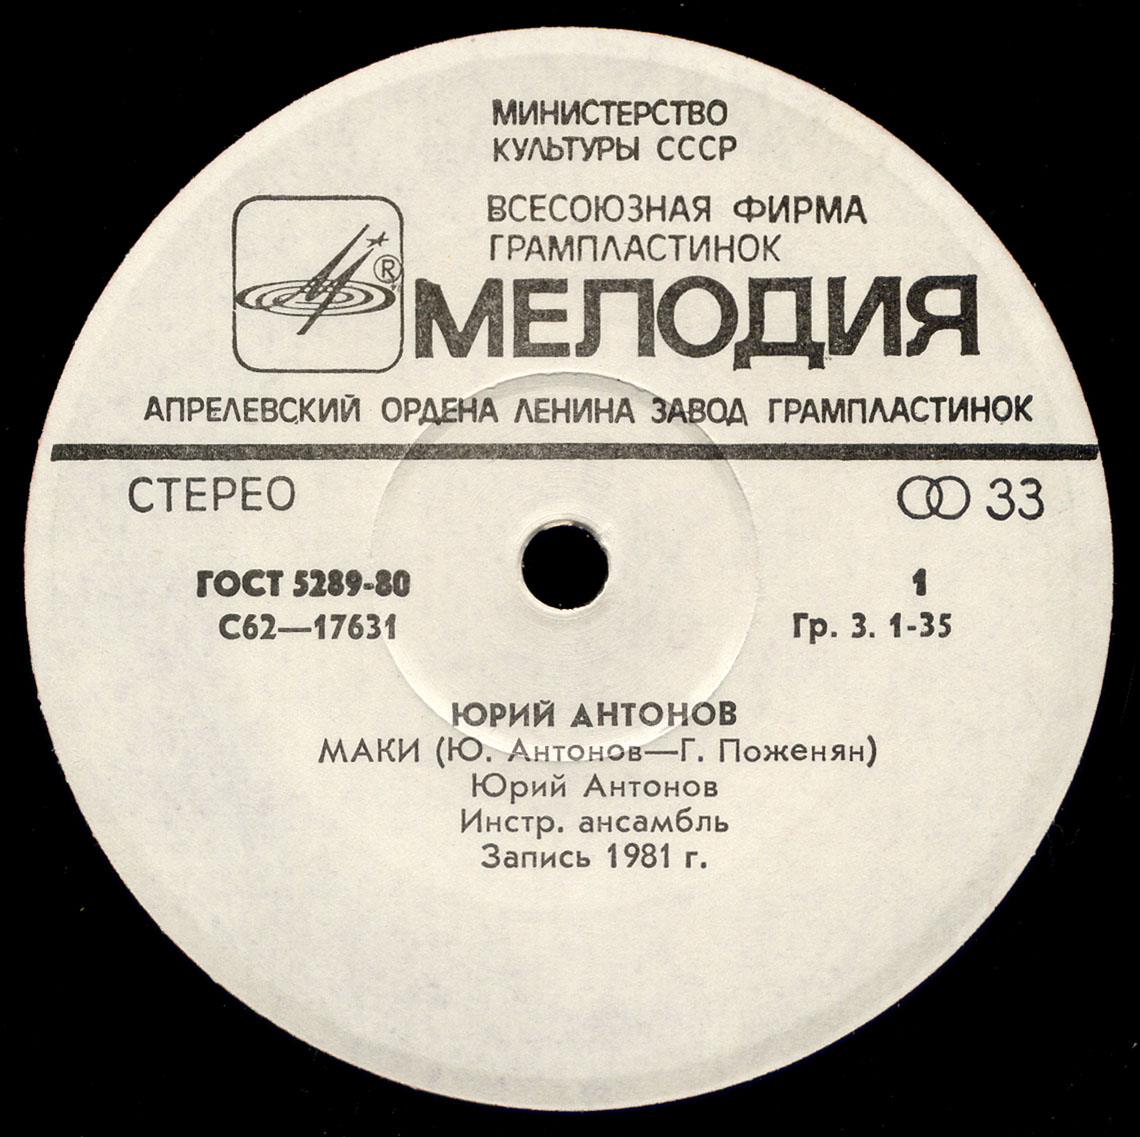 МИНИСТЕРСТВО
КУЛЬТУРЫ СССР
ВСЕСОЮЗНАЯ ФИРМА
ГРАМПЛАСТИНОК
®
МЕЛОДИЯ
АПРЕЛЕВСКИЙ ОРДЕНА ЛЕНИНА ЗАВОД ГРАМПЛАСТИНОК
СТЕРЕО
33
ГОСТ 5289-80
1
С62—17631
Гр. 3. 1-35
ЮРИЙ АНТОНОВ
МАКИ (Ю. Антонов—Г. Поженян)
Юрий Антонов
Инстр. ансамбль
Запись 1981 г.